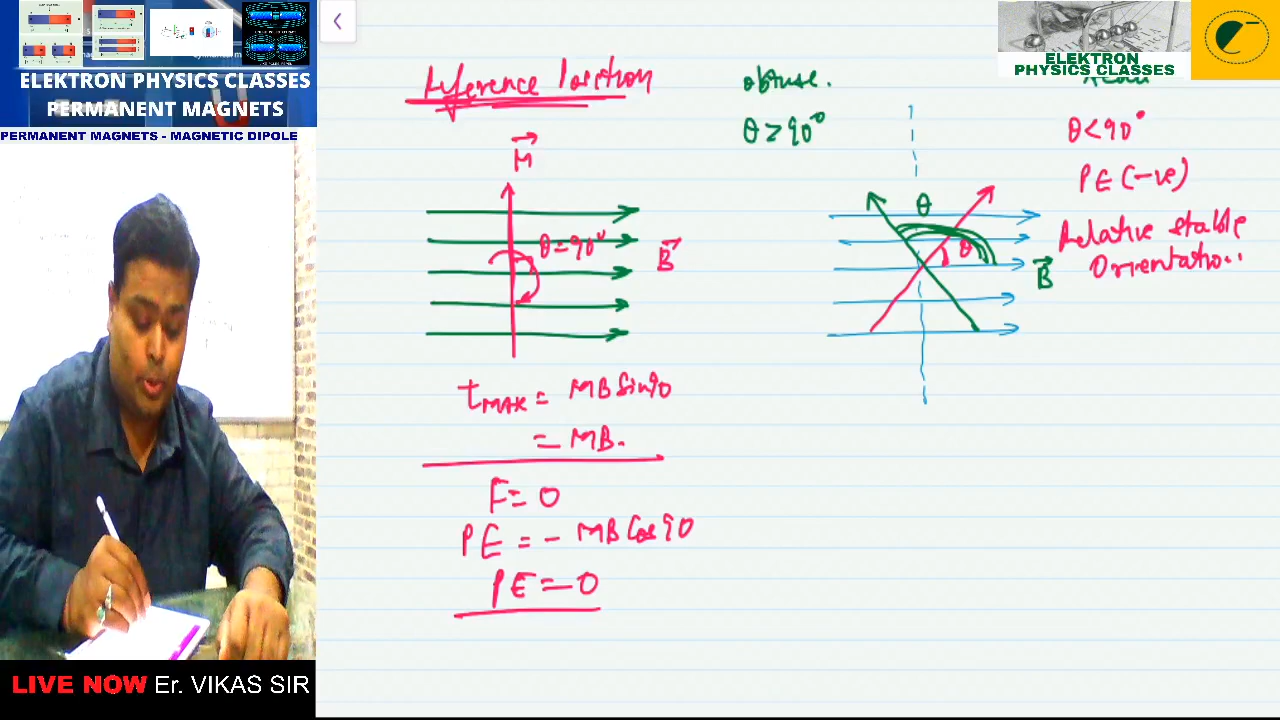 ELEKTRON PHYSICS CLASSES
PERMANENT MAGNETS
PERMANENT MAGNETS - MAGNETIC DIPOLE
LIVE NOW Er. VIKAS SIR
ELEKTRON
PHYSICS CLASSES
Reference Position
M
θ=90°
B
τMAX = MB Sin90
= MB.
F= 0
PE = - MB Cos 90
PE = 0
obtuse.
θ > 90°
θ
θ
B
θ<90°
PE (-ve)
Relative stable
Orientation..